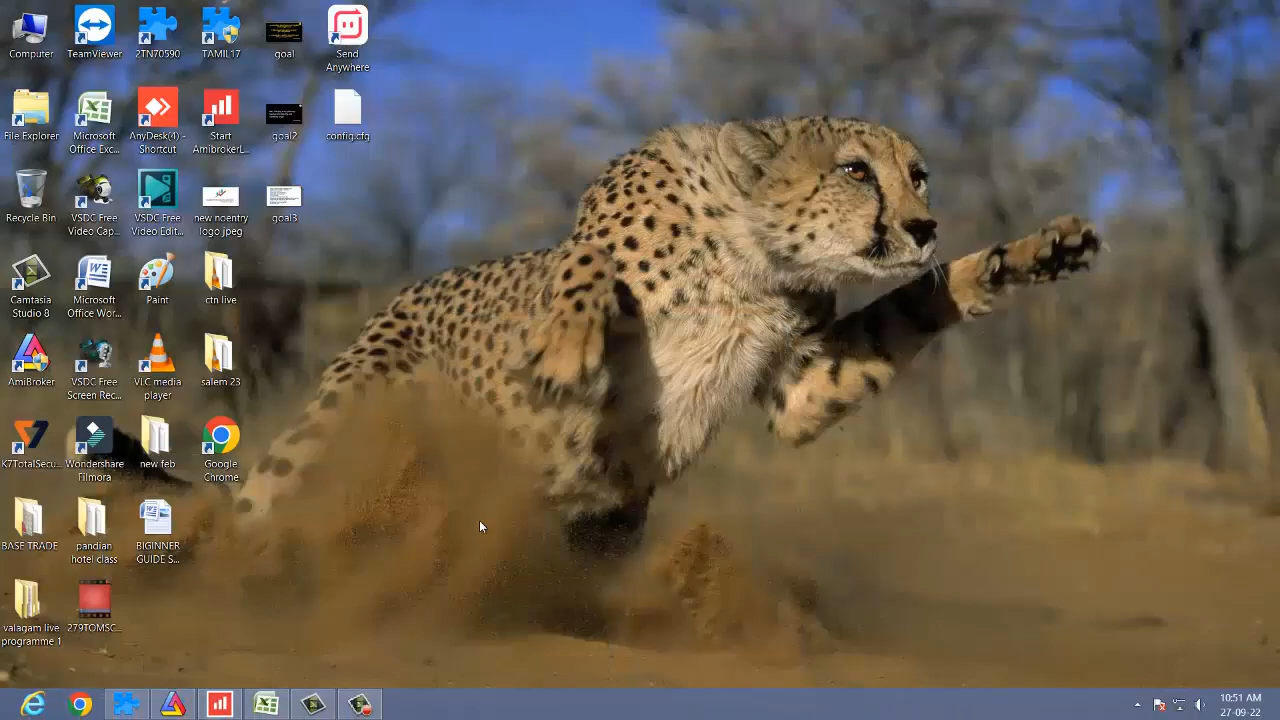 Computer
TeamViewer
2TN70590
TAMIL17
goal
Send
Anywhere
File Explorer
Microsoft
Office Exc...
AnyDesk(4) -
Shortcut
Start
AmibrokerL...
goal2
config.cfg
Recycle Bin
VSDC Free
Video Cap...
VSDC Free
Video Edit...
new noentry
logo jpeg
goal3
Camtasia
Studio 8
Microsoft
Office Wor...
Paint
ctn live
AmiBroker
VSDC Free
Screen Rec...
VLC media
player
salem 23
K7TotalSecu...
Wondershare
Filmora
new feb
Google
Chrome
BASE TRADE
pandian
hotel class
BIGINNER
GUIDE S...
valagam live
programme 1
279TOMSC...
10:51 AM
27-09-22